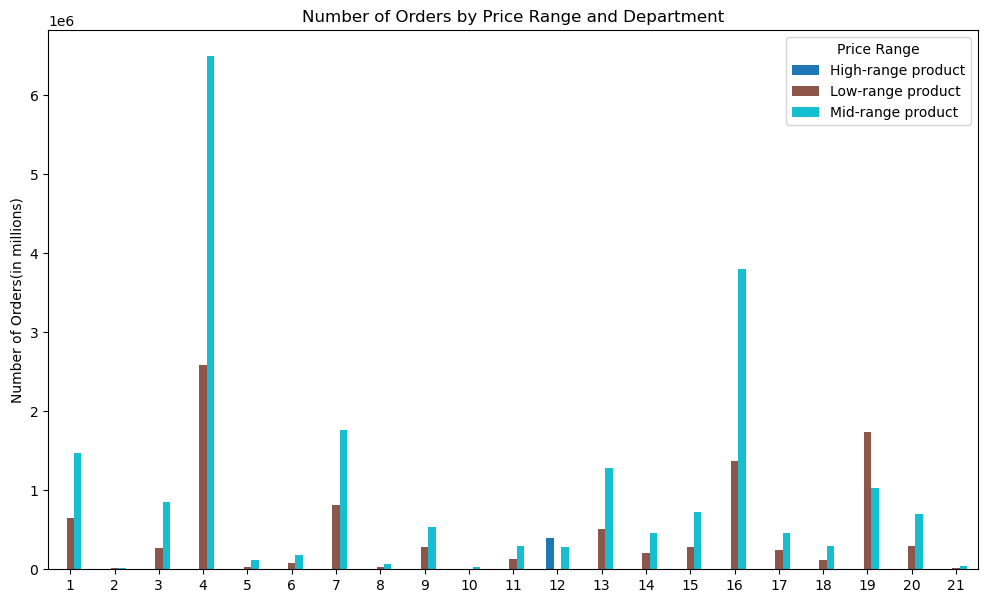 Number of Orders by Price Range and Department
1e6
Price Range
High-range product
Low-range product
Mid-range product
Number of Orders(in millions)
6
5
4
3
2
1
0
1 2 3 4 5 6 7 8 9 10 11 12 13 14 15 16 17 18 19 20 21